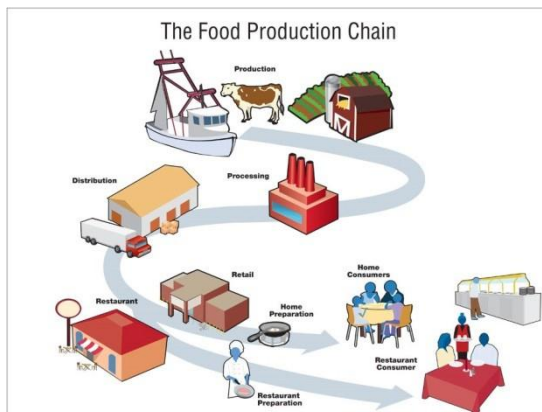 The Food Production Chain
Production
Processing
Distribution
Retail
Restaurant
Home
Preparation
Home
Consumers
Restaurant
Preparation
Restaurant
Consumer